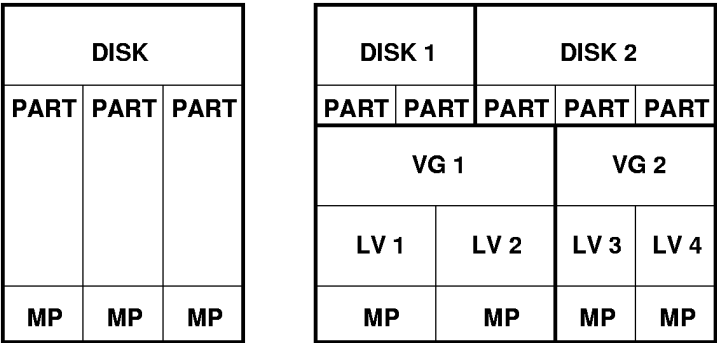 DISK
PART PART PART
MP MP MP
DISK 1 DISK 2
PART PART PART PART PART
VG 1 VG 2
LV 1 LV 2 LV 3 LV 4
MP MP MP MP